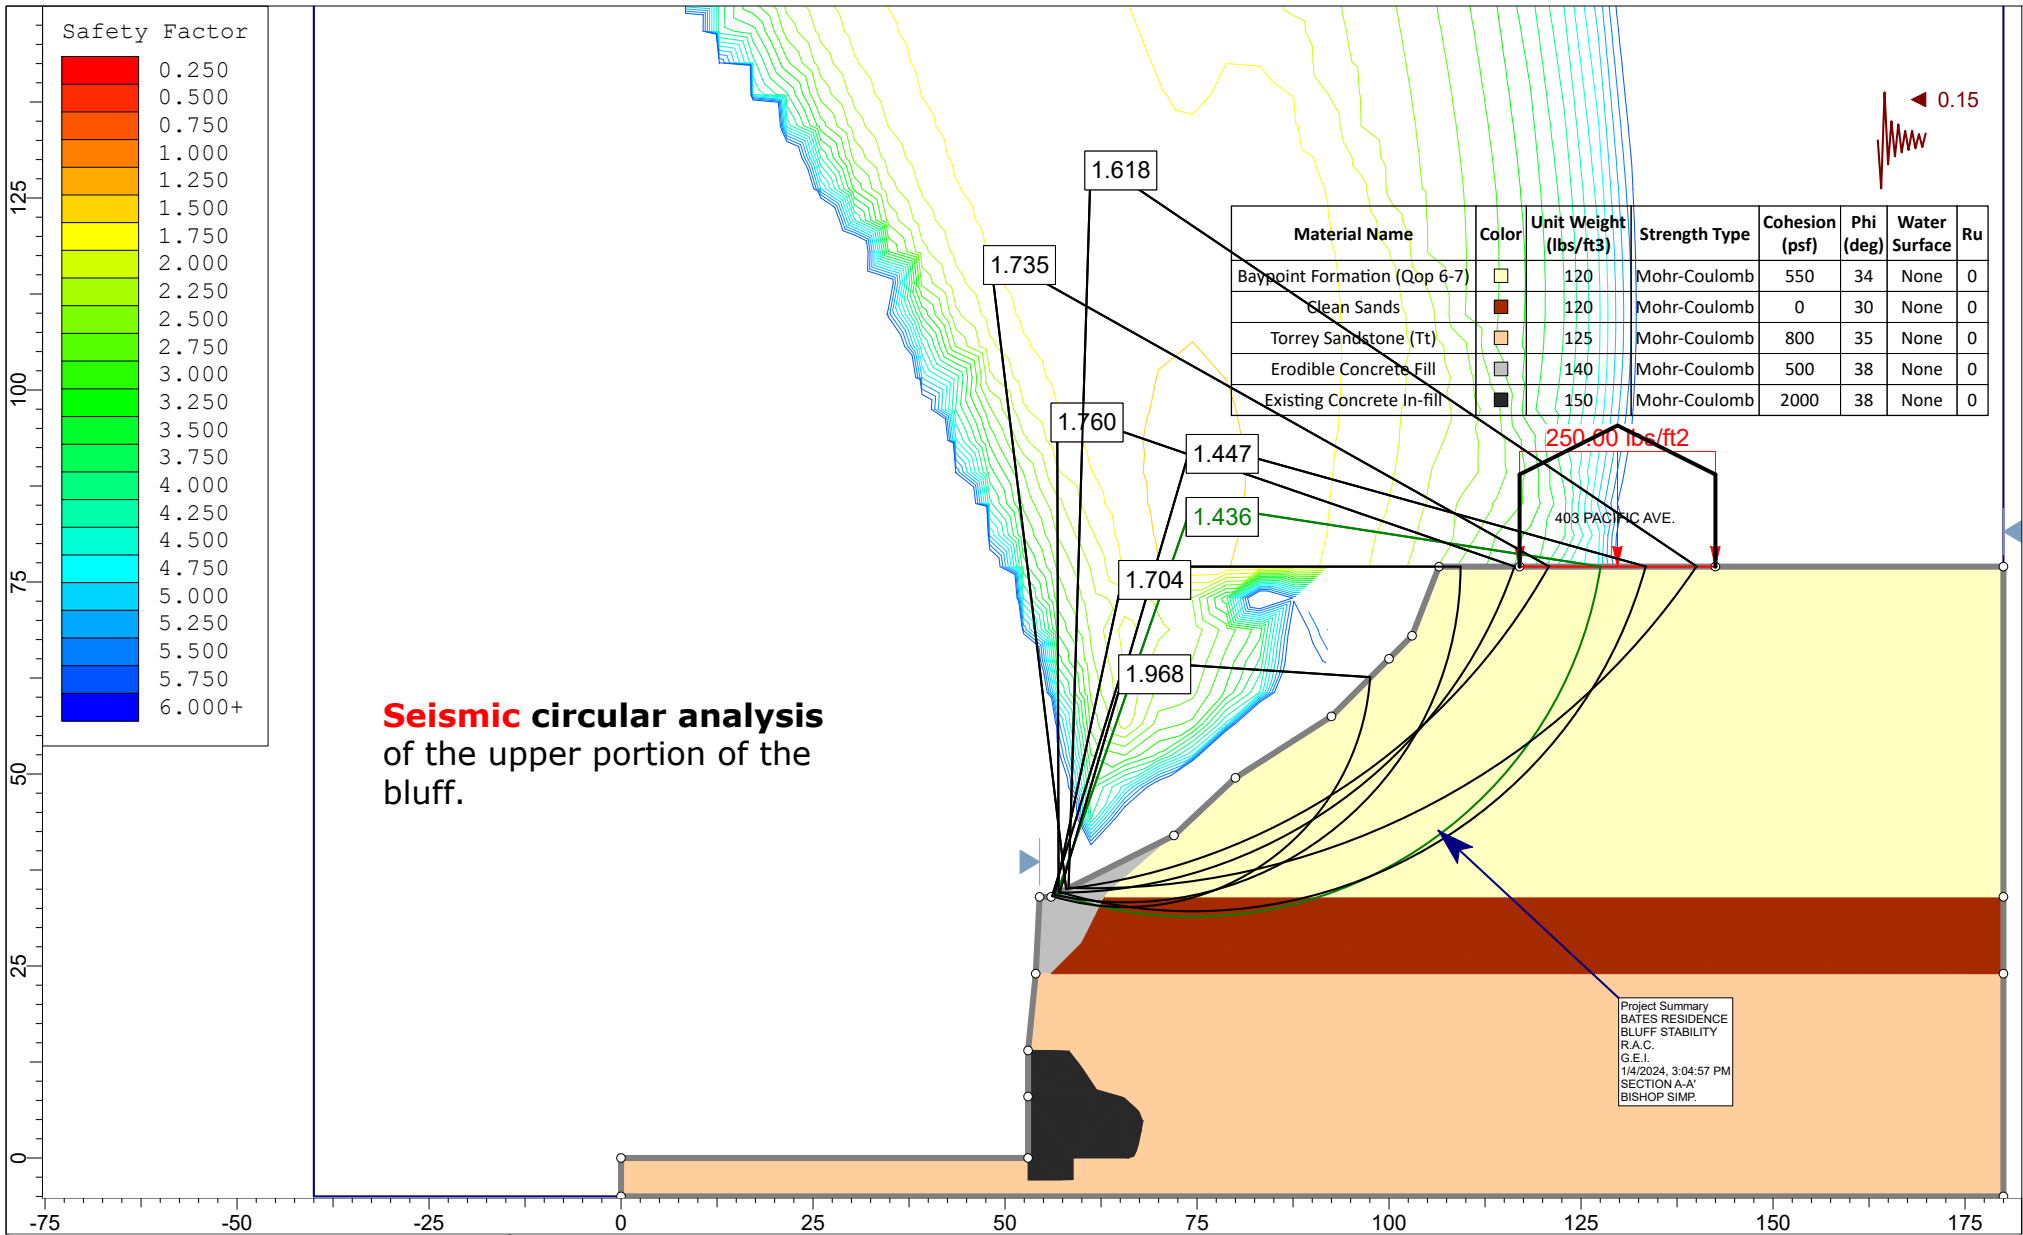 Safety Factor
0.250
0.500
0.750
1.000
1.250
1.500
1.750
2.000
2.250
2.500
2.750
3.000
3.250
3.500
3.750
4.000
4.250
4.500
4.750
5.000
5.250
5.500
5.750
6.000+
0.15
1.618
1.735
Material Name Color Unit Weight (lbs/ft3) Strength Type Cohesion (psf) Phi (deg) Water Surface Ru
Baypoint Formation (Qop 6-7) 120 Mohr-Coulomb 550 34 None 0
Clean Sands 120 Mohr-Coulomb 0 30 None 0
Torrey Sandstone (Tt) 125 Mohr-Coulomb 800 35 None 0
Erodible Concrete Fill 140 Mohr-Coulomb 500 38 None 0
Existing Concrete In-fill 150 Mohr-Coulomb 2000 38 None 0
1.760
250.00 lbs/ft2
1.447
1.436
403 PACIFIC AVE.
1.704
1.968
Seismic circular analysis
of the upper portion of the
bluff.
Project Summary
BATES RESIDENCE
BLUFF STABILITY
R.A.C.
G.E.I.
1/4/2024, 3:04:57 PM
SECTION A-A'
BISHOP SIMP.
125
100
75
50
25
0
-75 -50 -25 0 25 50 75 100 125 150 175